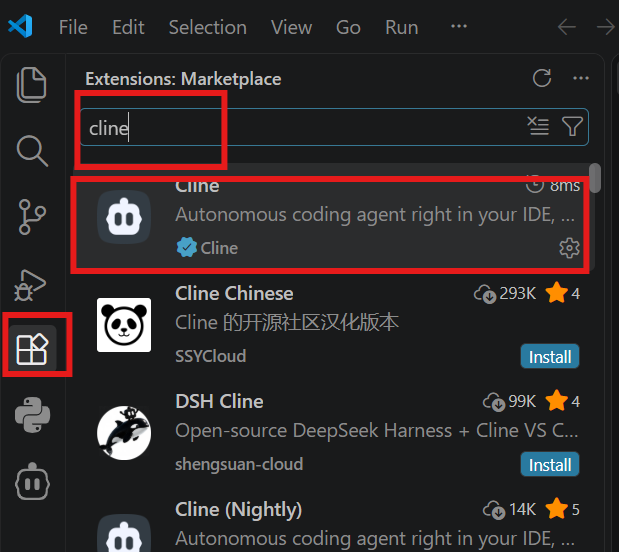 File Edit Selection View Go Run ···
Extensions: Marketplace
cline
Cline 8ms
Autonomous coding agent right in your IDE, ...
Cline
Cline Chinese 293K 4
Cline 的开源社区汉化版本
SSYCloud Install
DSH Cline 99K 4
Open-source DeepSeek Harness + Cline VS C...
shengsuan-cloud Install
Cline (Nightly) 14K 5
Autonomous coding agent right in your IDE, ...